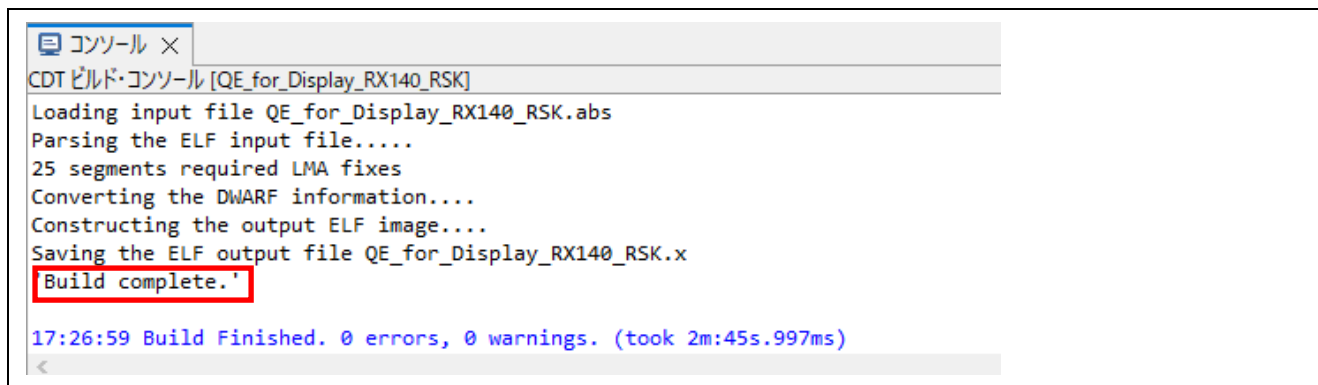 コンソール ×
CDT ビルド・コンソール [QE_for_Display_RX140_RSK]
Loading input file QE_for_Display_RX140_RSK.abs
Parsing the ELF input file.....
25 segments required LMA fixes
Converting the DWARF information....
Constructing the output ELF image....
Saving the ELF output file QE_for_Display_RX140_RSK.x
'Build complete.'
17:26:59 Build Finished. 0 errors, 0 warnings. (took 2m:45s.997ms)